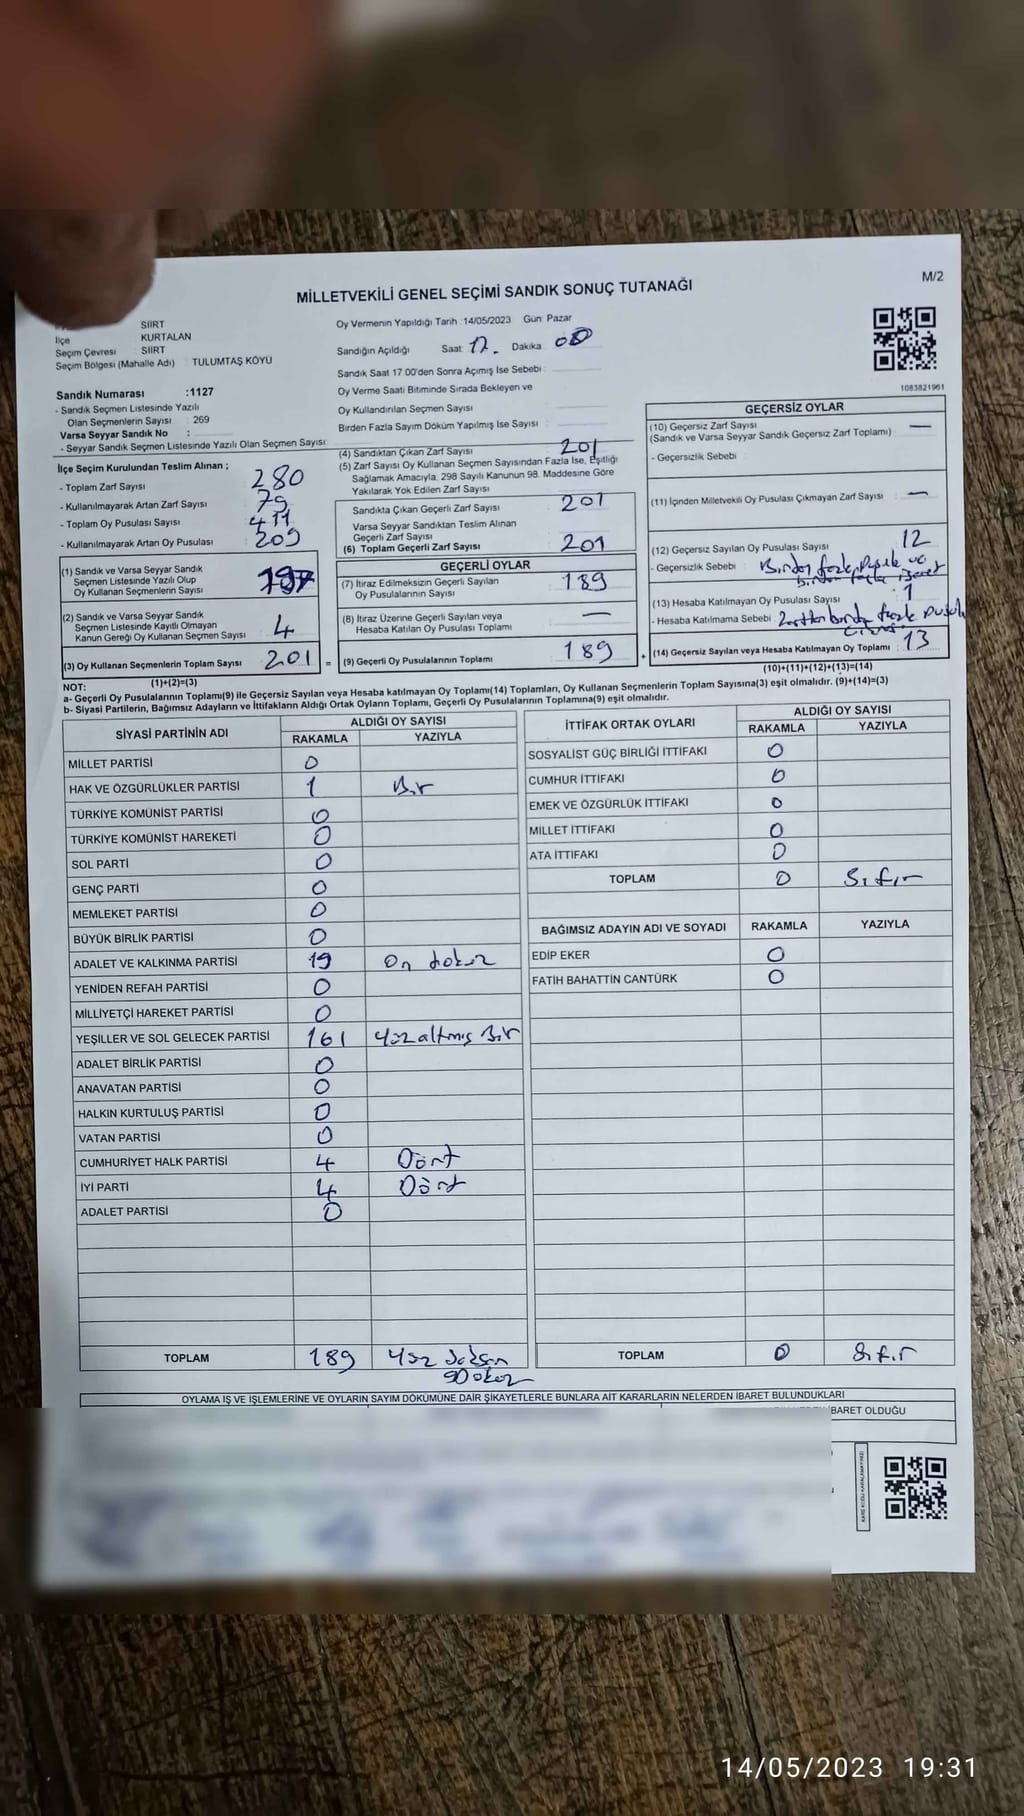 M/2
MİLLETVEKİLİ GENEL SEÇİMİ SANDIK SONUÇ TUTANAĞI
SİİRT
İlçe KURTALAN
Seçim Çevresi SİİRT
Seçim Bölgesi (Mahalle Adı) TULUMTAŞ KÖYÜ
Sandık Numarası :1127
- Sandık Seçmen Listesinde Yazılı
Olan Seçmenlerin Sayısı : 269
Varsa Seyyar Sandık No :
- Seyyar Sandık Seçmen Listesinde Yazılı Olan Seçmen Sayısı:
İlçe Seçim Kurulundan Teslim Alınan ;
- Toplam Zarf Sayısı 280
- Kullanılmayarak Artan Zarf Sayısı 79
- Toplam Oy Pusulası Sayısı 411
- Kullanılmayarak Artan Oy Pusulası 209
(1) Sandık ve Varsa Seyyar Sandık
Seçmen Listesinde Yazılı Olup
Oy Kullanan Seçmenlerin Sayısı 197
(2) Sandık ve Varsa Seyyar Sandık
Seçmen Listesinde Kayıtlı Olmayan
Kanun Gereği Oy Kullanan Seçmen Sayısı 4
(3) Oy Kullanan Seçmenlerin Toplam Sayısı 201 =
(1)+(2)=(3)
Oy Vermenin Yapıldığı Tarih :14/05/2023 Gün: Pazar
Sandığın Açıldığı Saat 17. Dakika 00
Sandık Saat 17:00'den Sonra Açımış İse Sebebi :
Oy Verme Saati Bitiminde Sırada Bekleyen ve
Oy Kullandırılan Seçmen Sayısı
Birden Fazla Sayım Döküm Yapılmış İse Sayısı :
(4) Sandıktan Çıkan Zarf Sayısı 201
(5) Zarf Sayısı Oy Kullanan Seçmen Sayısından Fazla İse, Eşitliği
Sağlamak Amacıyla; 298 Sayılı Kanunun 98. Maddesine Göre
Yakılarak Yok Edilen Zarf Sayısı
Sandıkta Çıkan Geçerli Zarf Sayısı 201
Varsa Seyyar Sandıktan Teslim Alınan
Geçerli Zarf Sayısı
(6) Toplam Geçerli Zarf Sayısı 201
GEÇERLİ OYLAR
(7) İtiraz Edilmeksizin Geçerli Sayılan
Oy Pusulalarının Sayısı 189
(8) İtiraz Üzerine Geçerli Sayılan veya
Hesaba Katılan Oy Pusulası Toplamı —
(9) Geçerli Oy Pusulalarının Toplamı 189 +
1083821961
GEÇERSİZ OYLAR
(10) Geçersiz Zarf Sayısı —
(Sandık ve Varsa Seyyar Sandık Geçersiz Zarf Toplamı)
- Geçersizlik Sebebi
(11) İçinden Milletvekili Oy Pusulası Çıkmayan Zarf Sayısı —
(12) Geçersiz Sayılan Oy Pusulası Sayısı 12
- Geçersizlik Sebebi : Birden fazla ve
birden fazla işaret
(13) Hesaba Katılmayan Oy Pusulası Sayısı 1
- Hesaba Katılmama Sebebi : Zarftan birden fazla pusula
(14) Geçersiz Sayılan veya Hesaba Katılmayan Oy Toplamı 13
(10)+(11)+(12)+(13)=(14)
NOT:
a- Geçerli Oy Pusulalarının Toplamı(9) ile Geçersiz Sayılan veya Hesaba katılmayan Oy Toplamı(14) Toplamları, Oy Kullanan Seçmenlerin Toplam Sayısına(3) eşit olmalıdır. (9)+(14)=(3)
b- Siyasi Partilerin, Bağımsız Adayların ve İttifakların Aldığı Ortak Oyların Toplamı, Geçerli Oy Pusulalarının Toplamına(9) eşit olmalıdır.
SİYASİ PARTİNİN ADI ALDIĞI OY SAYISI
RAKAMLA YAZIYLA
MİLLET PARTİSİ 0
HAK VE ÖZGÜRLÜKLER PARTİSİ 1 Bir
TÜRKİYE KOMÜNİST PARTİSİ 0
TÜRKİYE KOMÜNİST HAREKETİ 0
SOL PARTİ 0
GENÇ PARTİ 0
MEMLEKET PARTİSİ 0
BÜYÜK BİRLİK PARTİSİ 0
ADALET VE KALKINMA PARTİSİ 19 On dokuz
YENİDEN REFAH PARTİSİ 0
MİLLİYETÇİ HAREKET PARTİSİ 0
YEŞİLLER VE SOL GELECEK PARTİSİ 161 Yüz altmış Bir
ADALET BİRLİK PARTİSİ 0
ANAVATAN PARTİSİ 0
HALKIN KURTULUŞ PARTİSİ 0
VATAN PARTİSİ 0
CUMHURİYET HALK PARTİSİ 4 Dört
İYİ PARTİ 4 Dört
ADALET PARTİSİ 0
TOPLAM 189 Yüz seksen
dokuz
İTTİFAK ORTAK OYLARI ALDIĞI OY SAYISI
RAKAMLA YAZIYLA
SOSYALİST GÜÇ BİRLİĞİ İTTİFAKI 0
CUMHUR İTTİFAKI 0
EMEK VE ÖZGÜRLÜK İTTİFAKI 0
MİLLET İTTİFAKI 0
ATA İTTİFAKI 0
TOPLAM 0 Sıfır
BAĞIMSIZ ADAYIN ADI VE SOYADI RAKAMLA YAZIYLA
EDİP EKER 0
FATİH BAHATTİN CANTÜRK 0
TOPLAM 0 Sıfır
OYLAMA İŞ VE İŞLEMLERİNE VE OYLARIN SAYIM DÖKÜMÜNE DAİR ŞİKAYETLERLE BUNLARA AİT KARARLARIN NELERDEN İBARET BULUNDUKLARI
İBARET OLDUĞU
14/05/2023 19:31